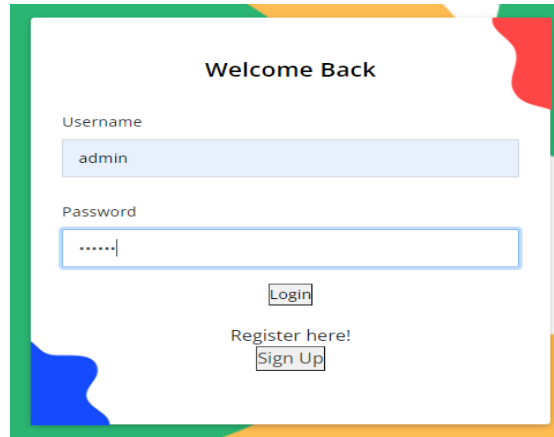 Welcome Back
Username
admin
Password
••••••
Login
Register here!
Sign Up